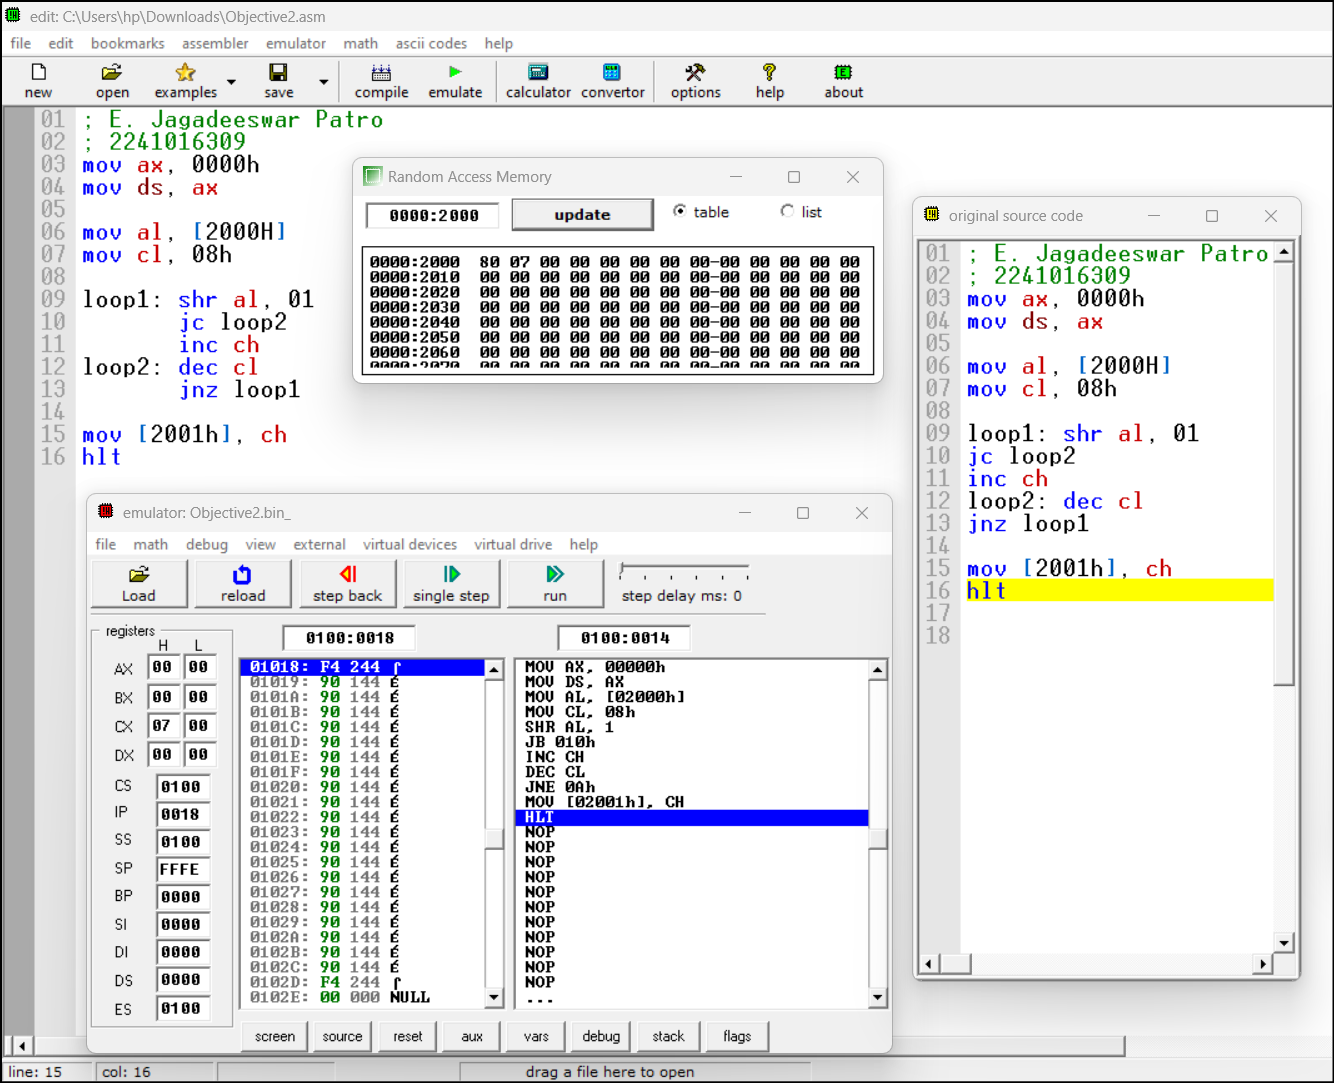 edit: C:\Users\hp\Downloads\Objective2.asm
file edit bookmarks assembler emulator math ascii codes help
new open examples save compile emulate calculator convertor options help about
01 ; E. Jagadeeswar Patro
02 ; 2241016309
03 mov ax, 0000h
04 mov ds, ax
05
06 mov al, [2000H]
07 mov cl, 08h
08
09 loop1: shr al, 01
10 jc loop2
11 inc ch
12 loop2: dec cl
13 jnz loop1
14
15 mov [2001h], ch
16 hlt
Random Access Memory
0000:2000 update table list
0000:2000 80 07 00 00 00 00 00 00-00 00 00 00 00
0000:2010 00 00 00 00 00 00 00 00-00 00 00 00 00
0000:2020 00 00 00 00 00 00 00 00-00 00 00 00 00
0000:2030 00 00 00 00 00 00 00 00-00 00 00 00 00
0000:2040 00 00 00 00 00 00 00 00-00 00 00 00 00
0000:2050 00 00 00 00 00 00 00 00-00 00 00 00 00
0000:2060 00 00 00 00 00 00 00 00-00 00 00 00 00
0000:2070 00 00 00 00 00 00 00 00-00 00 00 00 00
original source code
01 ; E. Jagadeeswar Patro
02 ; 2241016309
03 mov ax, 0000h
04 mov ds, ax
05
06 mov al, [2000H]
07 mov cl, 08h
08
09 loop1: shr al, 01
10 jc loop2
11 inc ch
12 loop2: dec cl
13 jnz loop1
14
15 mov [2001h], ch
16 hlt
17
18
emulator: Objective2.bin_
file math debug view external virtual devices virtual drive help
Load reload step back single step run step delay ms: 0
registers
H L
AX 00 00
BX 00 00
CX 07 00
DX 00 00
CS 0100
IP 0018
SS 0100
SP FFFE
BP 0000
SI 0000
DI 0000
DS 0000
ES 0100
0100:0018
01018: F4 244 ⌠
01019: 90 144 É
0101A: 90 144 É
0101B: 90 144 É
0101C: 90 144 É
0101D: 90 144 É
0101E: 90 144 É
0101F: 90 144 É
01020: 90 144 É
01021: 90 144 É
01022: 90 144 É
01023: 90 144 É
01024: 90 144 É
01025: 90 144 É
01026: 90 144 É
01027: 90 144 É
01028: 90 144 É
01029: 90 144 É
0102A: 90 144 É
0102B: 90 144 É
0102C: 90 144 É
0102D: F4 244 ⌠
0102E: 00 000 NULL
0100:0014
MOV AX, 00000h
MOV DS, AX
MOV AL, [02000h]
MOV CL, 08h
SHR AL, 1
JB 010h
INC CH
DEC CL
JNE 0Ah
MOV [02001h], CH
HLT
NOP
NOP
NOP
NOP
NOP
NOP
NOP
NOP
NOP
NOP
NOP
...
screen source reset aux vars debug stack flags
line: 15 col: 16 drag a file here to open